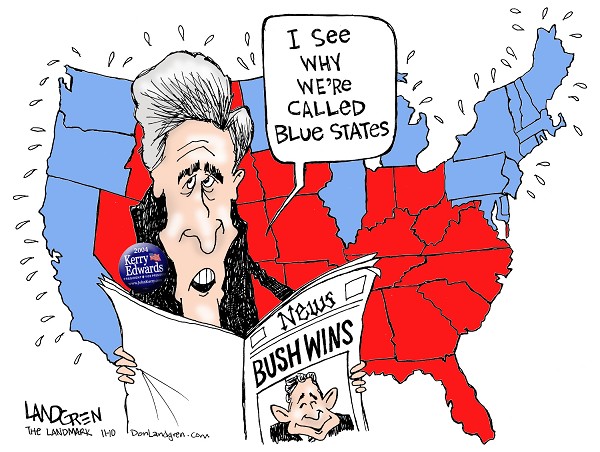 I SEE
WHY
WE'RE
CALLED
BLUE STATES
2004
Kerry
Edwards
News
BUSH WINS
LANDGREN
THE LANDMARK 11-10 DonLandgren.com